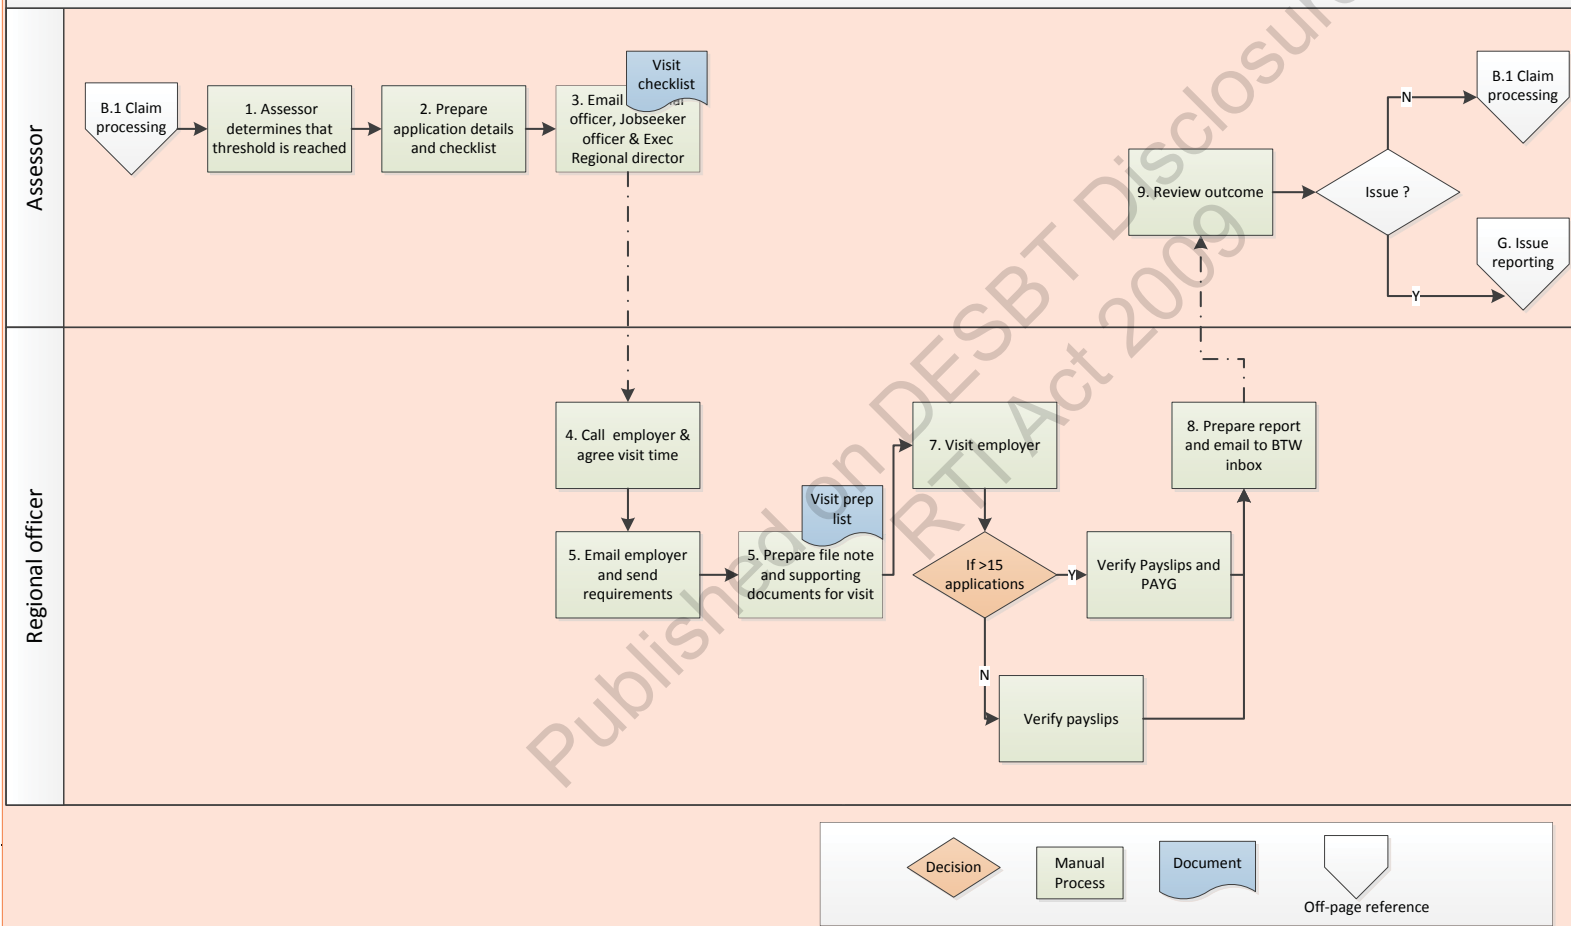 Assessor
B.1 Claim
processing
1. Assessor
determines that
threshold is reached
2. Prepare
application details
and checklist
Visit
checklist
3. Email
officer, Jobseeker
officer & Exec
Regional director
9. Review outcome
Issue ?
N
B.1 Claim
processing
Y
G. Issue
reporting
Regional officer
4. Call employer &
agree visit time
5. Email employer
and send
requirements
Visit prep
list
5. Prepare file note
and supporting
documents for visit
7. Visit employer
If >15
applications
Y
Verify Payslips and
PAYG
N
Verify payslips
8. Prepare report
and email to BTW
inbox
Published on DESBT Disclosure
RTI Act 2009
Decision
Manual
Process
Document
Off-page reference